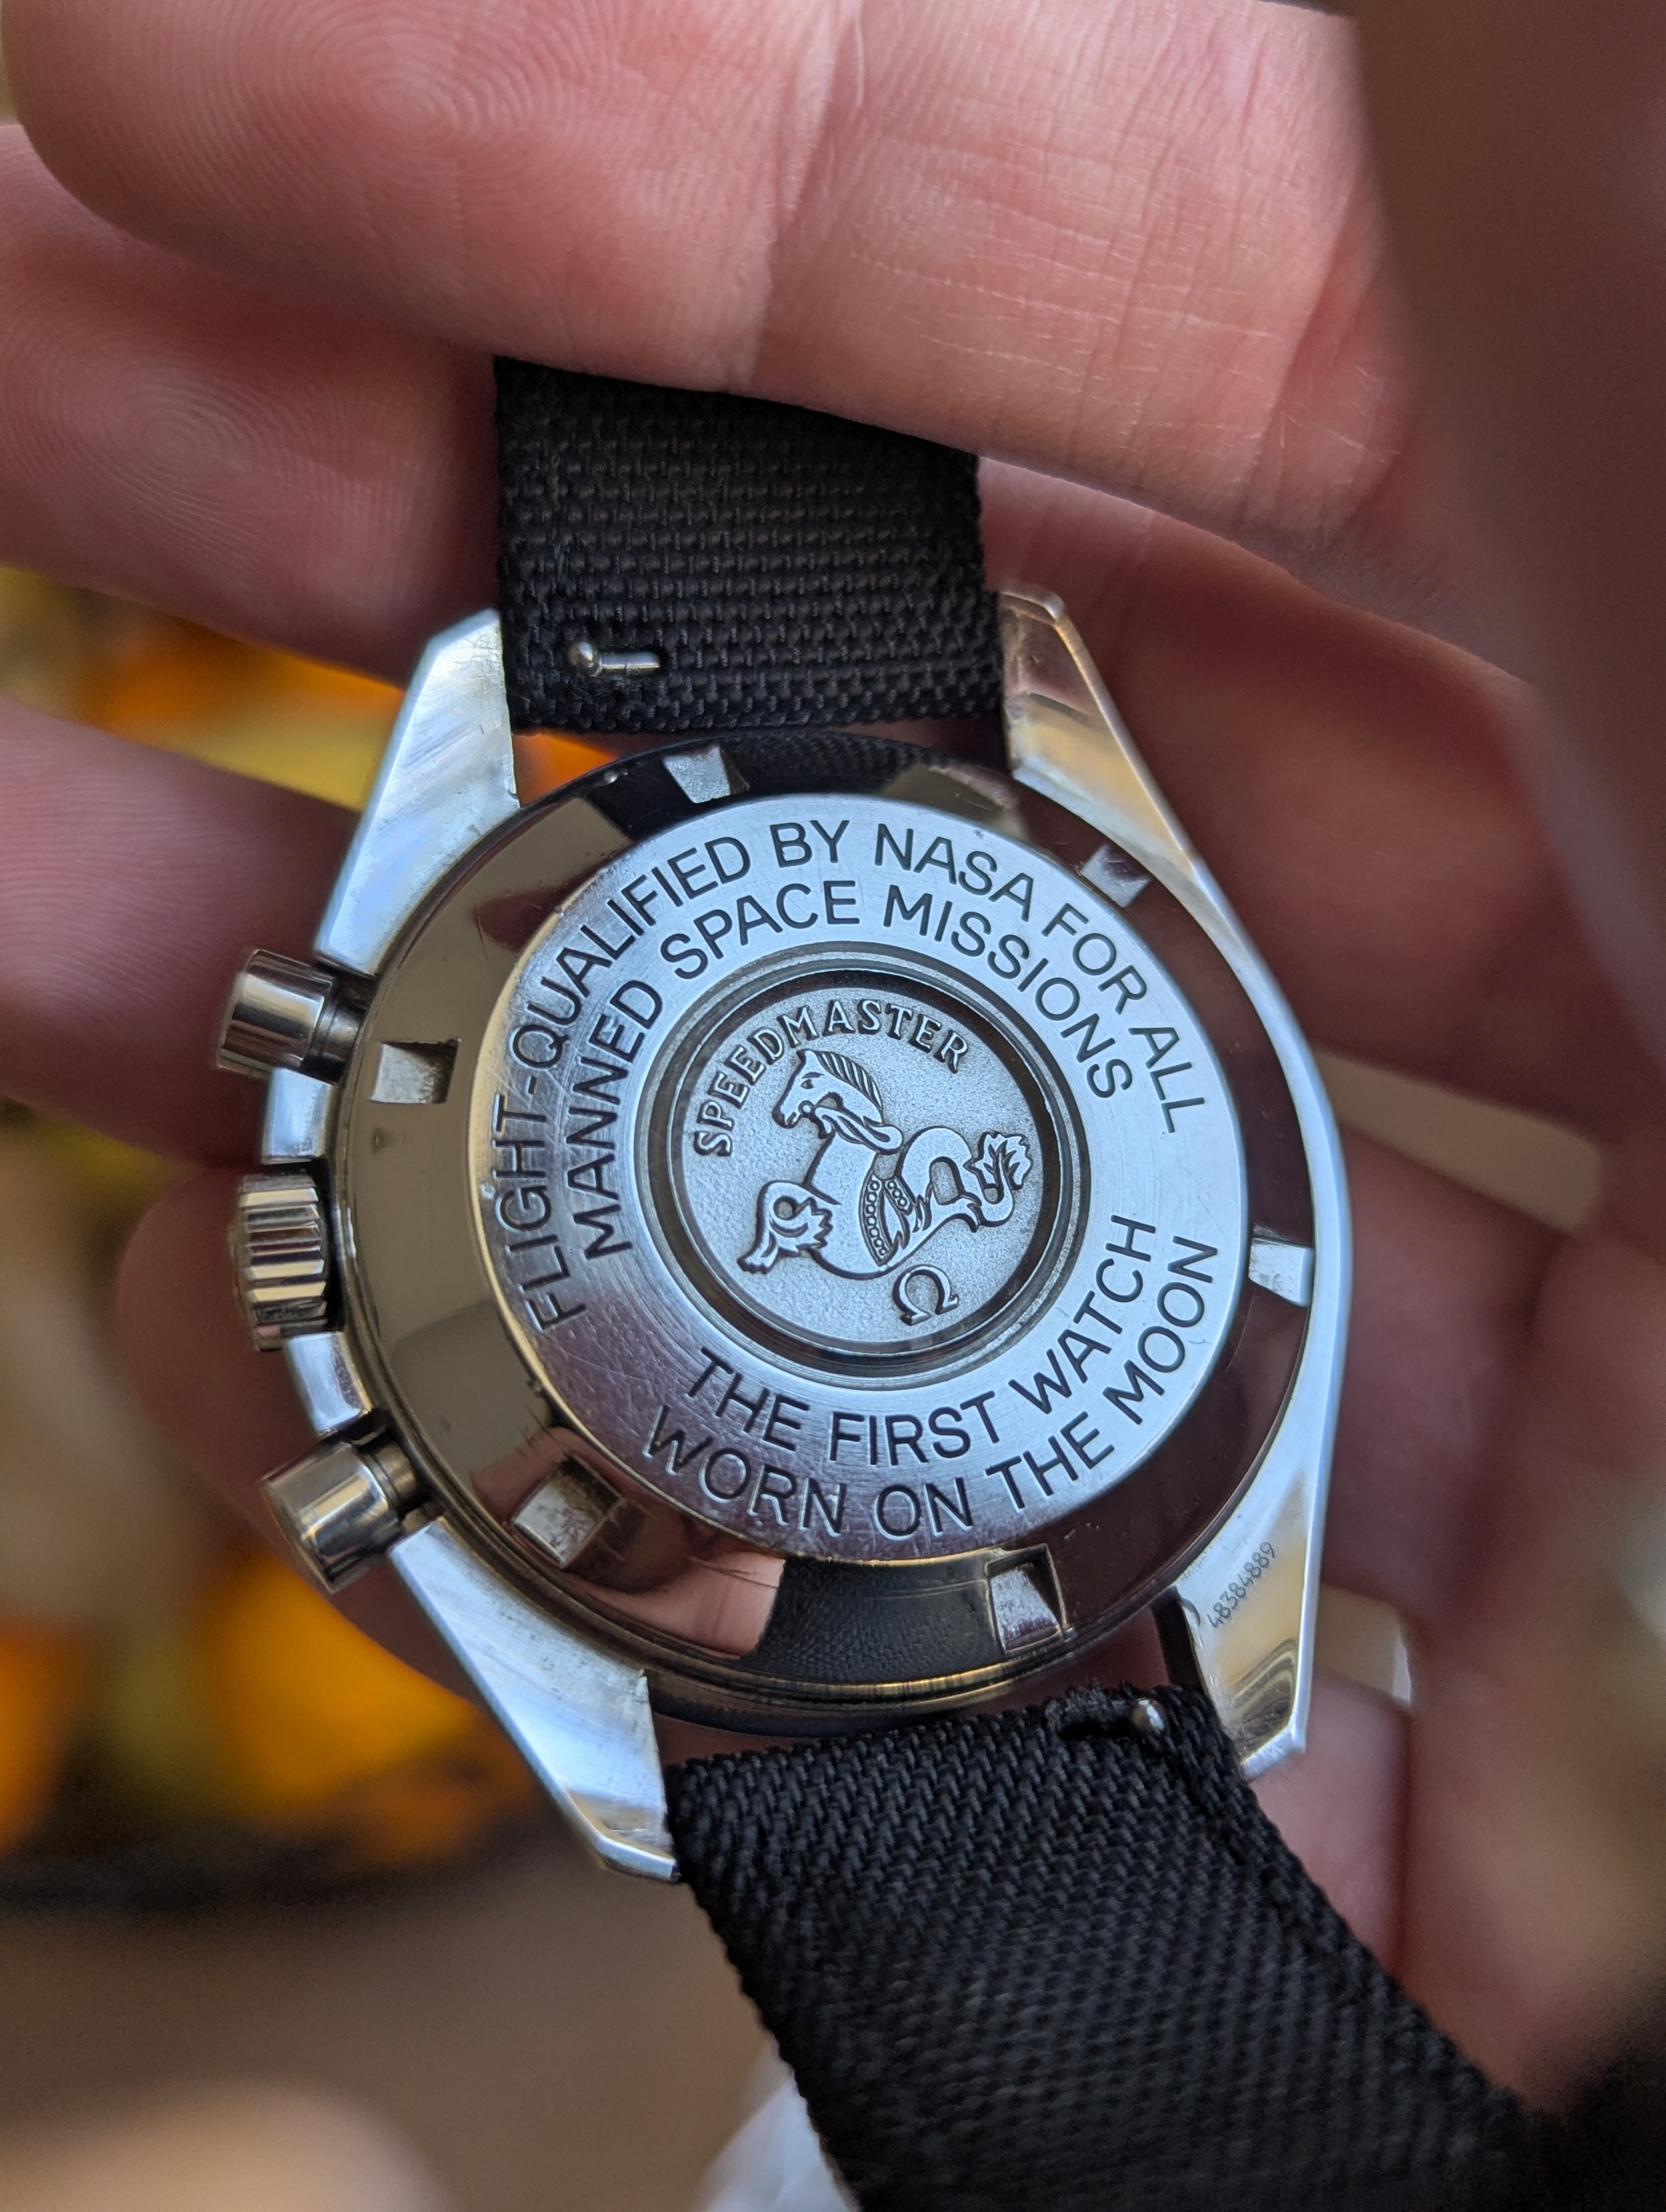 FLIGHT-QUALIFIED BY NASA FOR ALL
MANNED SPACE MISSIONS
SPEEDMASTER
Ω
THE FIRST WATCH
WORN ON THE MOON
48384889